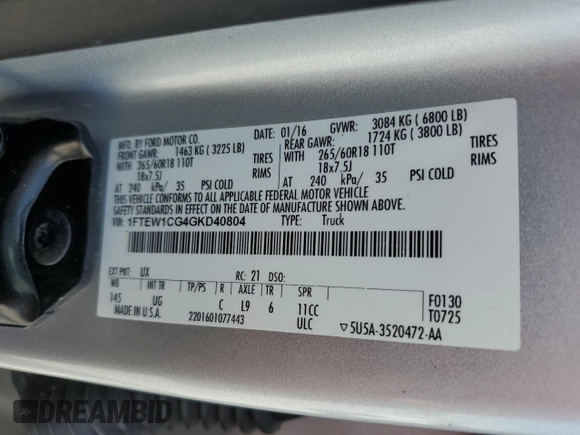 MFD. BY FORD MOTOR CO. DATE: 01/16 GVWR: 3084 KG ( 6800 LB)
FRONT GAWR: 1463 KG ( 3225 LB) REAR GAWR: 1724 KG ( 3800 LB)
WITH 265/60R18 110T TIRES WITH 265/60R18 110T TIRES
18x7.5J RIMS 18x7.5J RIMS
AT 240 kPa/ 35 PSI COLD AT 240 kPa/ 35 PSI COLD
THIS VEHICLE CONFORMS TO ALL APPLICABLE FEDERAL MOTOR VEHICLE
SAFETY STANDARDS IN EFFECT ON THE DATE OF MANUFACTURE SHOWN ABOVE.
VIN: 1FTEW1CG4GKD40804 TYPE: Truck
EXT PNT: UX RC: 21 DSO:
WB INT TR TP/PS R AXLE TR SPR F0130
145 UG C L9 6 11CC T0725
MADE IN U.S.A. 2201601077443 ULC ▽5U5A-3520472-AA
DREAMBID